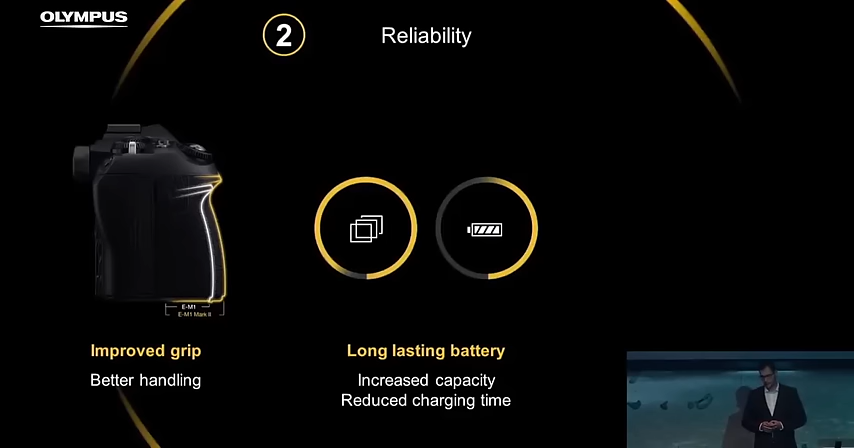 OLYMPUS
2
Reliability
E-M1
E-M1 Mark II
Improved grip
Better handling
Long lasting battery
Increased capacity
Reduced charging time